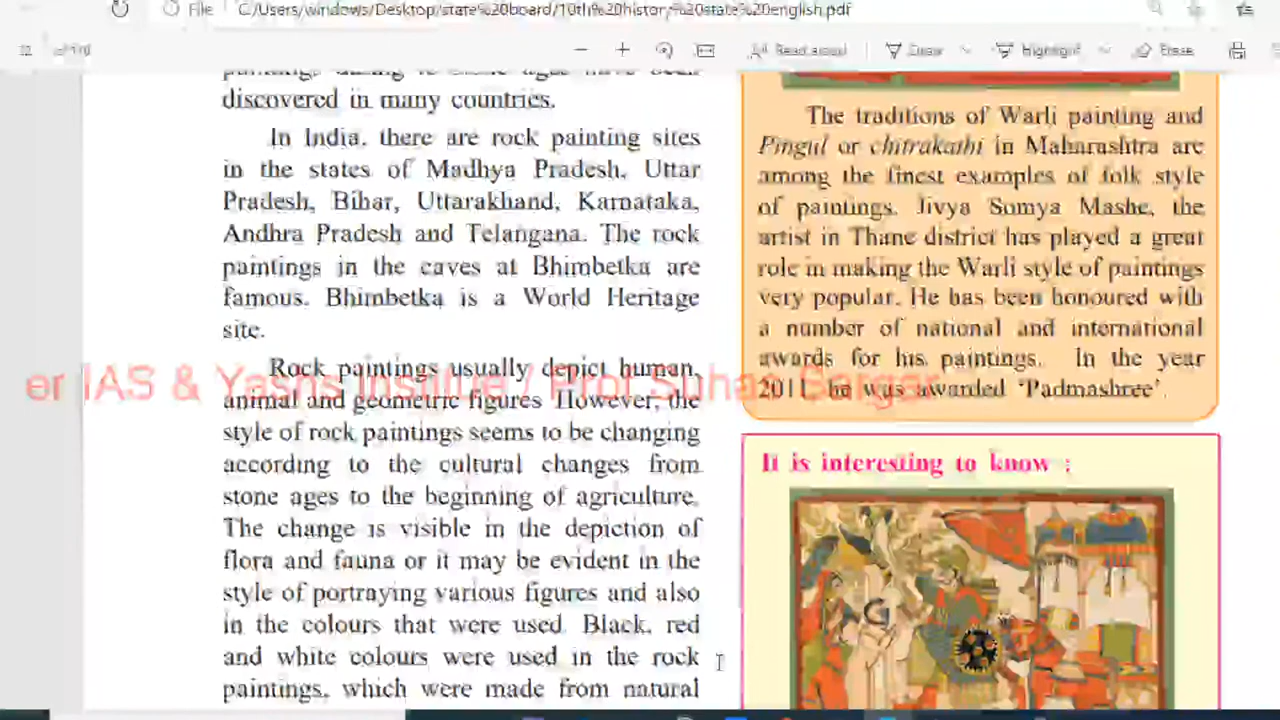 File
C:/Users/windows/Desktop/state%20board/10th%20history%20state%20english.pdf
Read aloud
Draw
Highlight
Erase
discovered in many countries.
In India, there are rock painting sites
in the states of Madhya Pradesh, Uttar
Pradesh, Bihar, Uttarakhand, Karnataka,
Andhra Pradesh and Telangana. The rock
paintings in the caves at Bhimbetka are
famous. Bhimbetka is a World Heritage
site.
Rock paintings usually depict human,
animal and geometric figures However, the
style of rock paintings seems to be changing
according to the cultural changes from
stone ages to the beginning of agriculture.
The change is visible in the depiction of
flora and fauna or it may be evident in the
style of portraying various figures and also
in the colours that were used. Black, red
and white colours were used in the rock
paintings, which were made from natural
er IAS & Yashs Institue / Prof Suhas
The traditions of Warli painting and
Pingul or chitrakathi in Maharashtra are
among the finest examples of folk style
of paintings. Jivya Somya Mashe, the
artist in Thane district has played a great
role in making the Warli style of paintings
very popular. He has been honoured with
a number of national and international
awards for his paintings. In the year
2011, he was awarded ‘Padmashree’.
It is interesting to know :